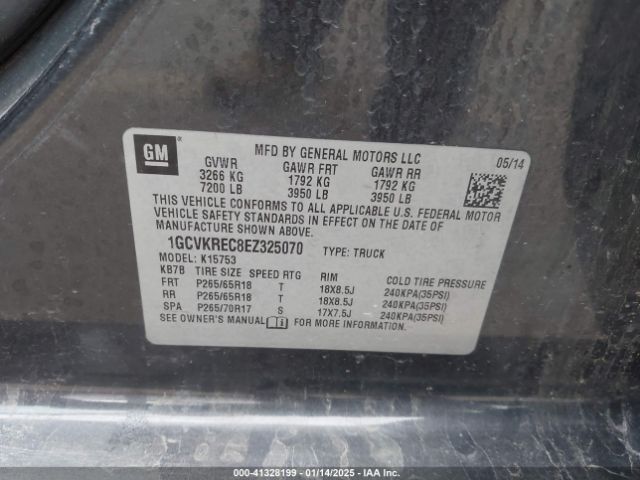 GM
MFD BY GENERAL MOTORS LLC
05/14
GVWR GAWR FRT GAWR RR
3266 KG 1792 KG 1792 KG
7200 LB 3950 LB 3950 LB
THIS VEHICLE CONFORMS TO ALL APPLICABLE U.S. FEDERAL MOTOR
VEHICLE SAFETY STANDARDS IN EFFECT ON THE DATE OF
MANUFACTURE SHOWN ABOVE.
1GCVKREC8EZ325070 TYPE: TRUCK
MODEL: K15753
KB7B TIRE SIZE SPEED RTG RIM COLD TIRE PRESSURE
FRT P265/65R18 T 18X8.5J 240KPA(35PSI)
RR P265/65R18 T 18X8.5J 240KPA(35PSI)
SPA P265/70R17 S 17X7.5J 240KPA(35PSI)
SEE OWNER'S MANUAL FOR MORE INFORMATION.
00-41328199 — 01/14/2025 — IAA Inc.